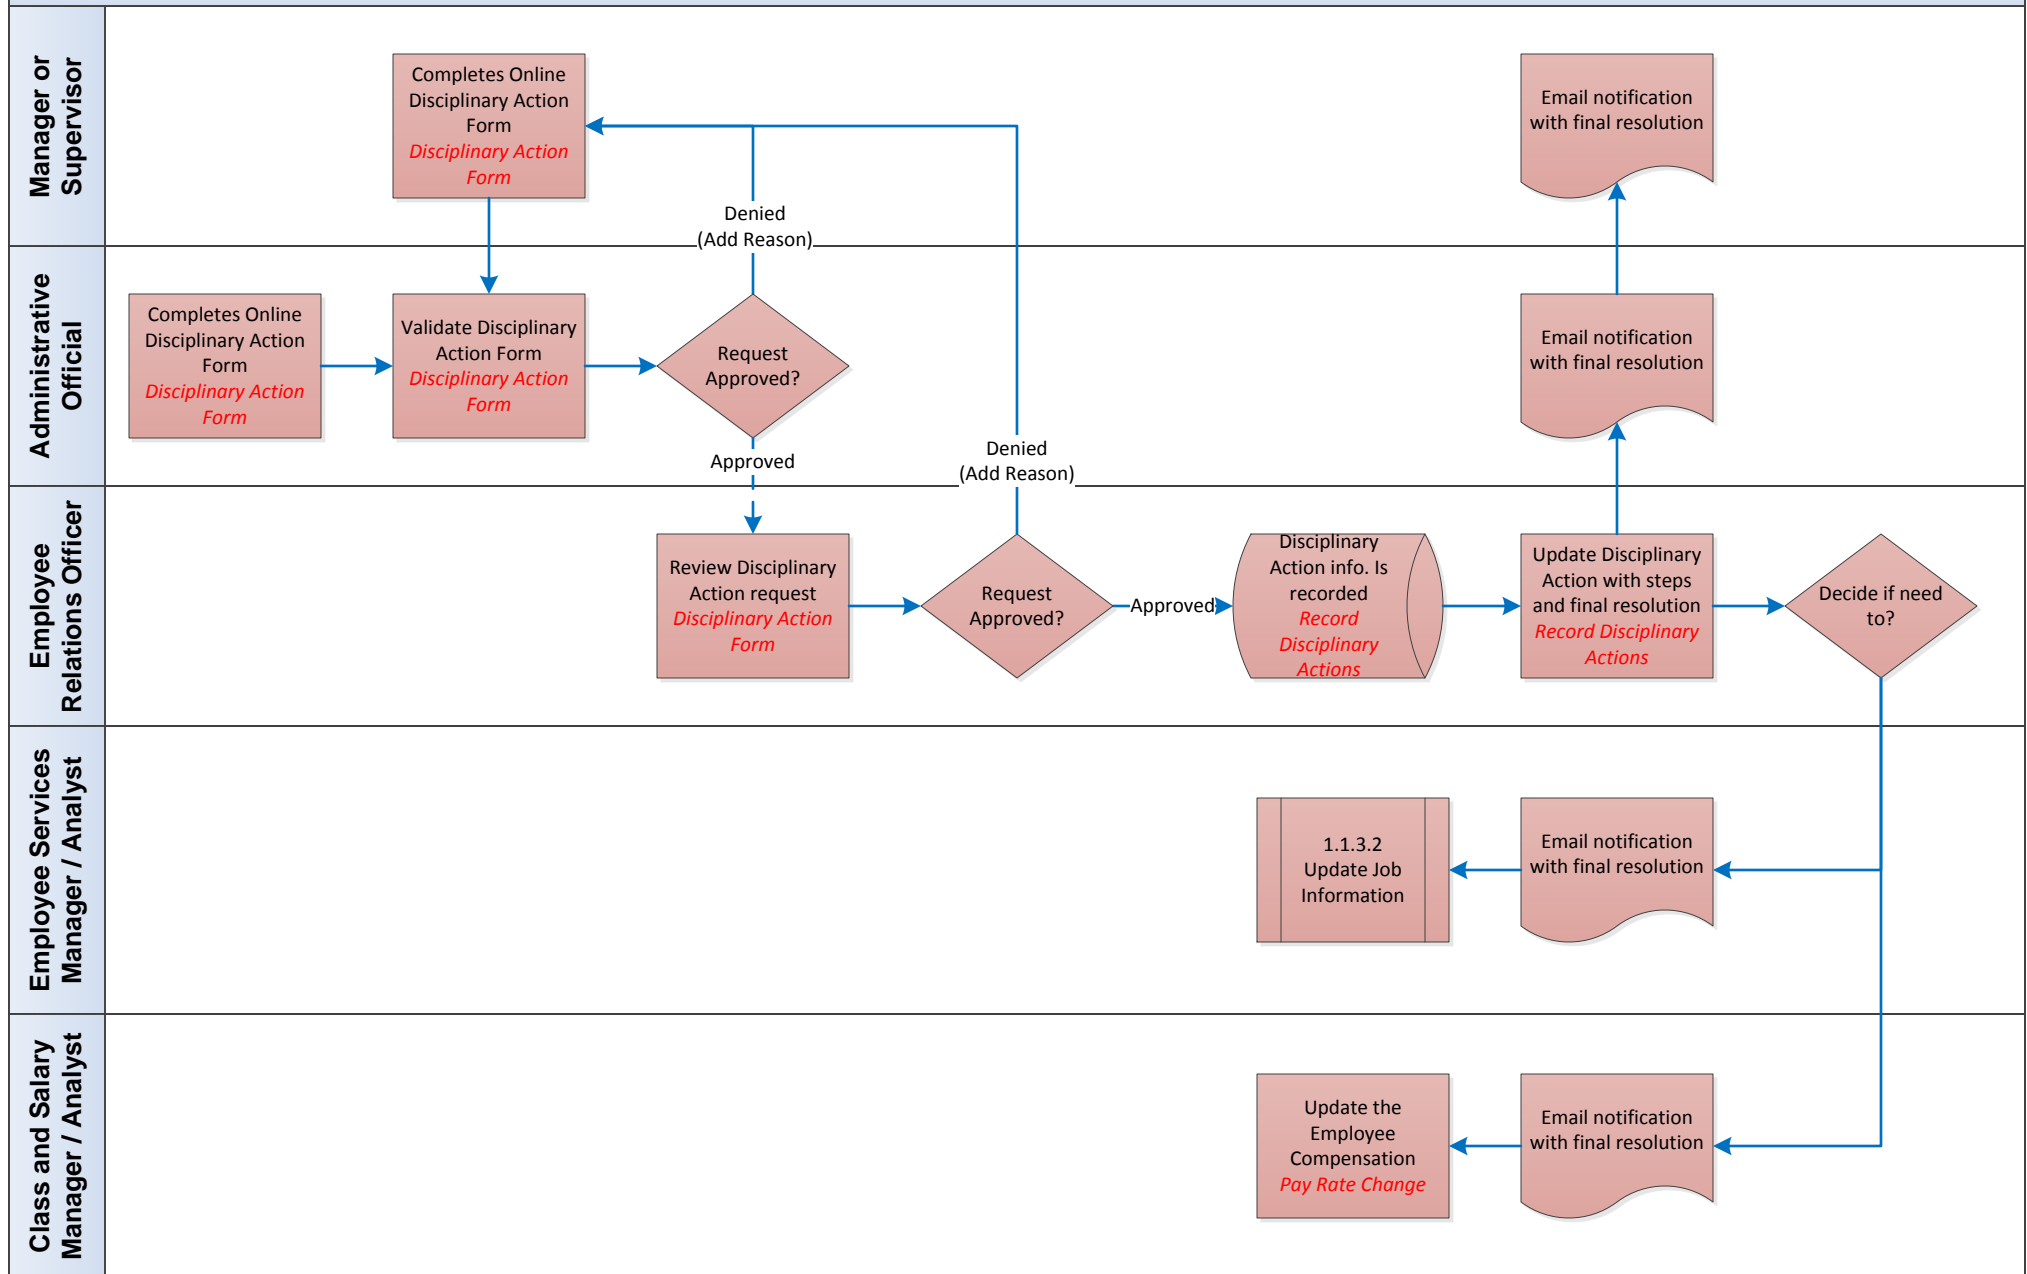 Manager or
Supervisor
Completes Online
Disciplinary Action
Form
Disciplinary Action
Form
Denied
(Add Reason)
Email notification
with final resolution
Administrative
Official
Completes Online
Disciplinary Action
Form
Disciplinary Action
Form
Validate Disciplinary
Action Form
Disciplinary Action
Form
Request
Approved?
Approved
Denied
(Add Reason)
Email notification
with final resolution
Employee
Relations Officer
Review Disciplinary
Action request
Disciplinary Action
Form
Request
Approved?
Approved
Disciplinary
Action info. Is
recorded
Record
Disciplinary
Actions
Update Disciplinary
Action with steps
and final resolution
Record Disciplinary
Actions
Decide if need
to?
Employee Services
Manager / Analyst
1.1.3.2
Update Job
Information
Email notification
with final resolution
Class and Salary
Manager / Analyst
Update the
Employee
Compensation
Pay Rate Change
Email notification
with final resolution